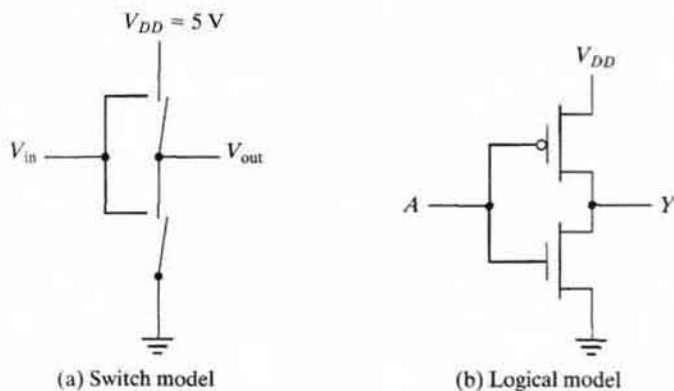 V_DD = 5 V
V_in
V_out
(a) Switch model
V_DD
A
Y
(b) Logical model